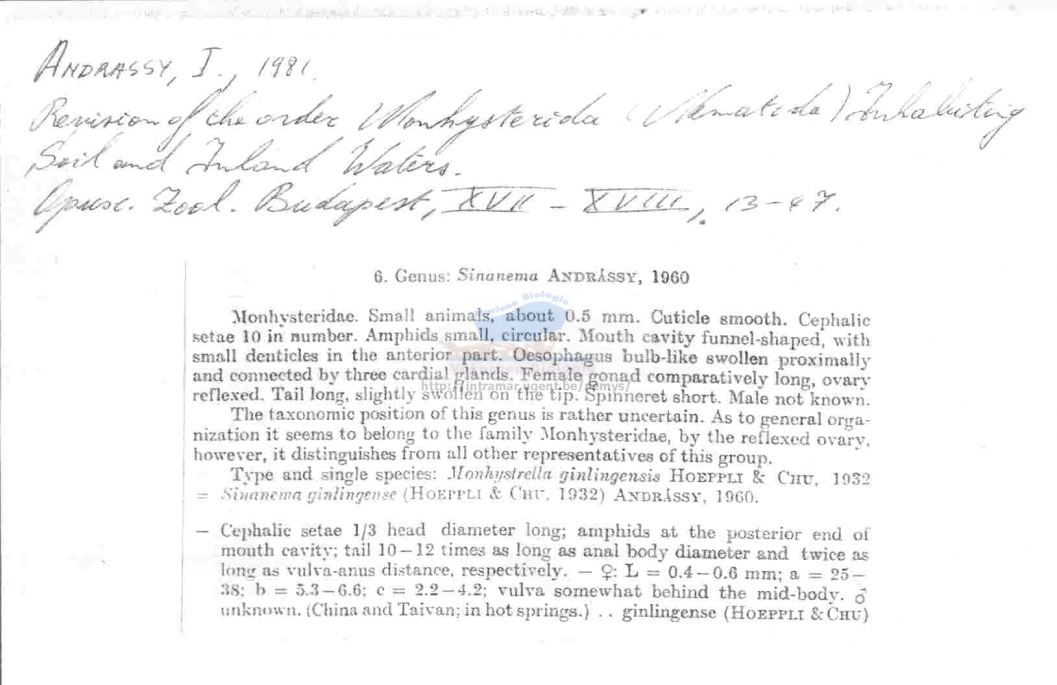 ANDRASSY, I., 1981.
Revision of the order Monhysterida (Nematoda) Inhabiting
Soil and Inland Waters.
Opusc. Zool. Budapest, XVII – XVIII, 13–47.
6. Genus: Sinanema ANDRÁSSY, 1960
Monhysteridae. Small animals, about 0.5 mm. Cuticle smooth. Cephalic
setae 10 in number. Amphids small, circular. Mouth cavity funnel-shaped, with
small denticles in the anterior part. Oesophagus bulb-like swollen proximally
and connected by three cardial glands. Female gonad comparatively long, ovary
http://intramar.ugent.be/nemys/
reflexed. Tail long, slightly swollen on the tip. Spinneret short. Male not known.
The taxonomic position of this genus is rather uncertain. As to general orga-
nization it seems to belong to the family Monhysteridae, by the reflexed ovary,
however, it distinguishes from all other representatives of this group.
Type and single species: Monhystrella ginlingensis HOEPPLI & CHU, 1932
= Sinanema ginlingense (HOEPPLI & CHU, 1932) ANDRÁSSY, 1960.
– Cephalic setae 1/3 head diameter long; amphids at the posterior end of
mouth cavity; tail 10–12 times as long as anal body diameter and twice as
long as vulva-anus distance, respectively. – ♀: L = 0.4–0.6 mm; a = 25–
38; b = 5.3–6.6; c = 2.2–4.2; vulva somewhat behind the mid-body. ♂
unknown. (China and Taivan; in hot springs.) . . ginlingense (HOEPPLI & CHU)